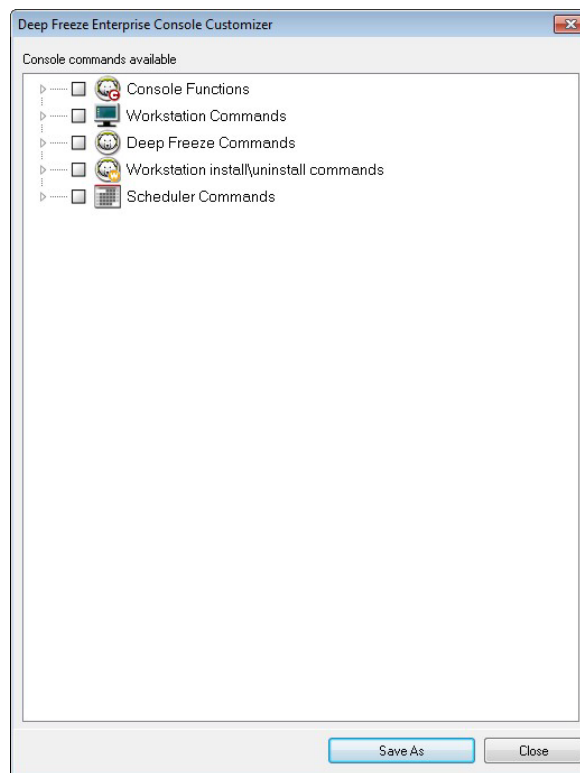 Deep Freeze Enterprise Console Customizer
Console commands available
Console Functions
Workstation Commands
Deep Freeze Commands
Workstation install\uninstall commands
Scheduler Commands
Save As
Close